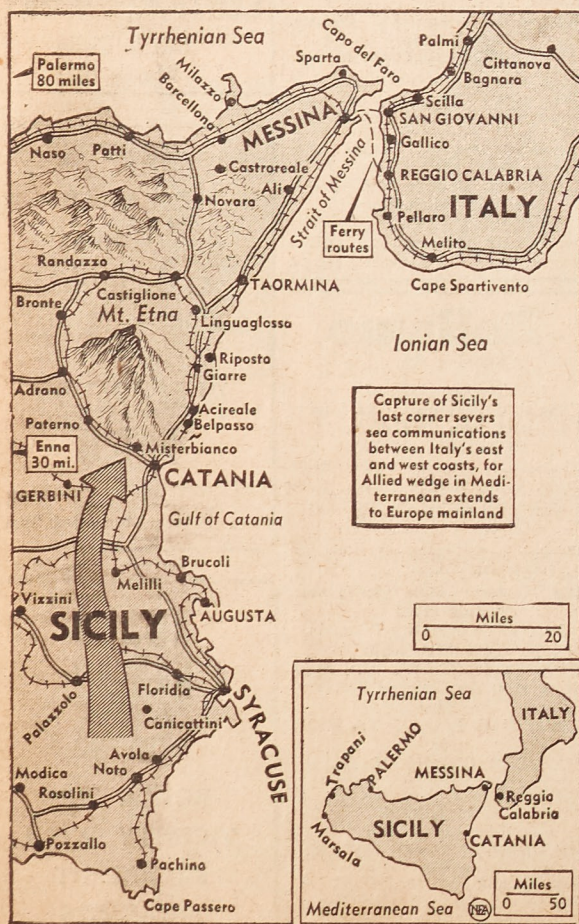 Tyrrhenian Sea
Palermo
80 miles
Milazzo
Barcellona
Sparta
Capo del Faro
Palmi
Cittanova
Bagnara
Scilla
MESSINA
SAN GIOVANNI
Naso
Patti
Gallico
Castroreale
Ali
REGGIO CALABRIA
Novara
Strait of Messina
ITALY
Pellaro
Ferry
routes
Melito
Randazzo
Castiglione
TAORMINA
Cape Spartivento
Bronte
Mt. Etna
Linguaglossa
Ionian Sea
Riposto
Giarre
Adrano
Acireale
Belpasso
Paterno
Misterbianco
Capture of Sicily's
last corner severs
sea communications
between Italy's east
and west coasts, for
Allied wedge in Medi-
terranean extends
to Europe mainland
Enna
30 mi.
CATANIA
GERBINI
Gulf of Catania
Brucoli
Melilli
Vizzini
AUGUSTA
SICILY
Miles
0 20
Floridia
Palazzolo
SYRACUSE
Canicattini
Avola
Noto
Modica
Rosolini
Pozzallo
Pachino
Cape Passero
Tyrrhenian Sea
ITALY
Trapani
PALERMO
MESSINA
Reggio
Calabria
SICILY
Marsala
CATANIA
Mediterranean Sea
NEA
Miles
0 50